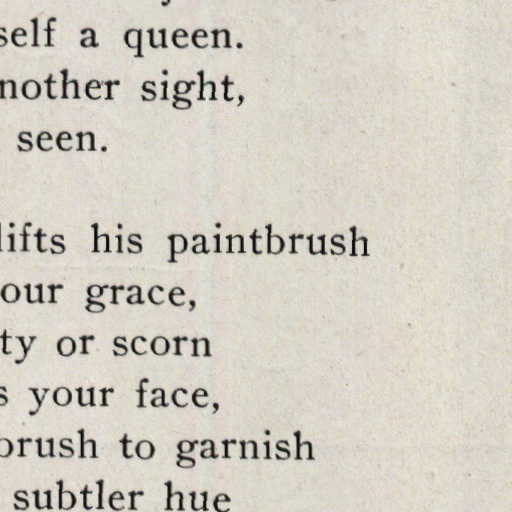 self a queen.
nother sight,
seen.
lifts his paintbrush
our grace,
ty or scorn
s your face,
brush to garnish
subtler hue